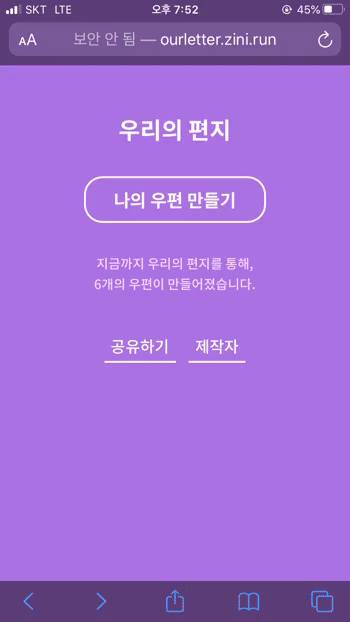 SKT LTE 오후 7:52 45%
AA 보안 안 됨 — ourletter.zini.run
우리의 편지
나의 우편 만들기
지금까지 우리의 편지를 통해,
6개의 우편이 만들어졌습니다.
공유하기 제작자